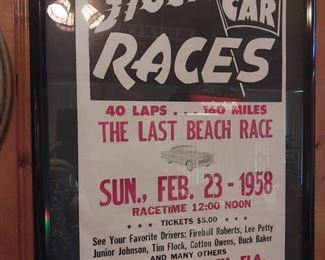 CAR
RACES
40 LAPS . . . 160 MILES
THE LAST BEACH RACE
SUN., FEB. 23 - 1958
RACETIME 12:00 NOON
★ ★ ★ TICKETS $5.00 ★ ★ ★
See Your Favorite Drivers: Fireball Roberts, Lee Petty
Junior Johnson, Tim Flock, Cotton Owens, Buck Baker
AND MANY OTHERS
FLA.